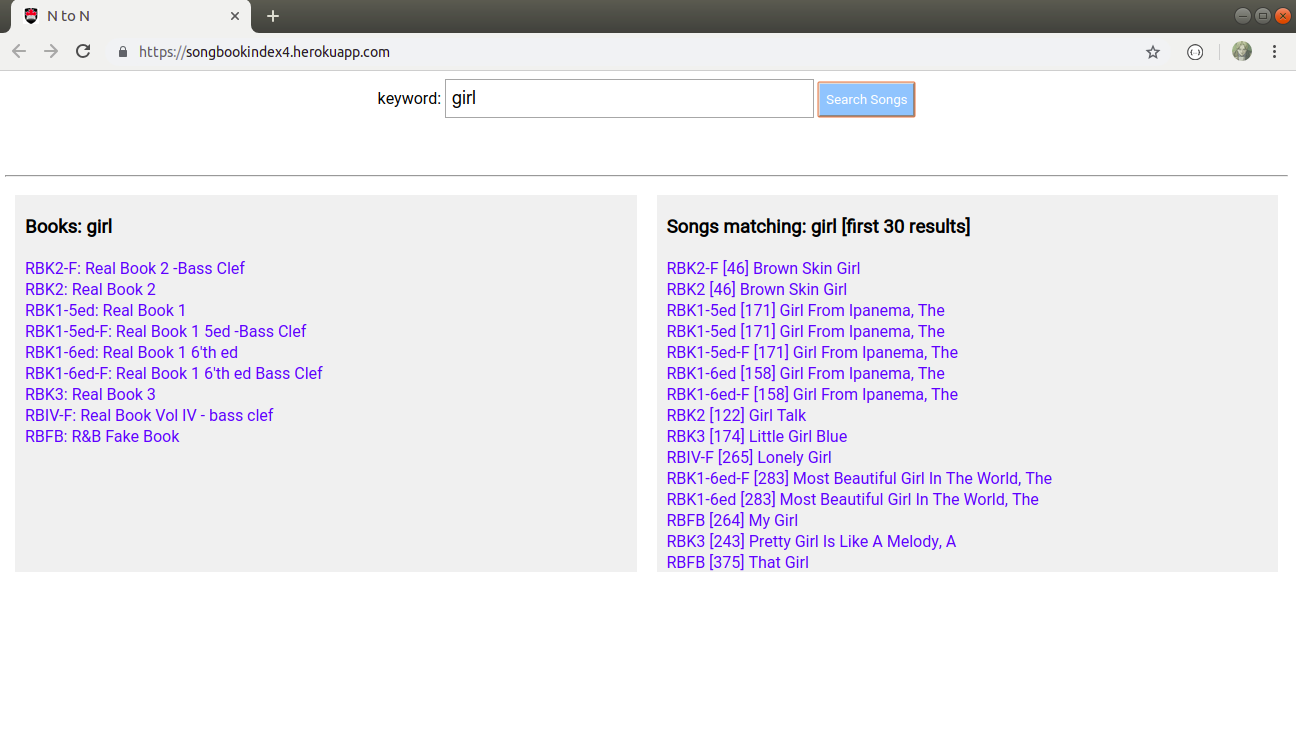 N to N
https://songbookindex4.herokuapp.com
keyword: girl Search Songs
Books: girl
RBK2-F: Real Book 2 -Bass Clef
RBK2: Real Book 2
RBK1-5ed: Real Book 1
RBK1-5ed-F: Real Book 1 5ed -Bass Clef
RBK1-6ed: Real Book 1 6'th ed
RBK1-6ed-F: Real Book 1 6'th ed Bass Clef
RBK3: Real Book 3
RBIV-F: Real Book Vol IV - bass clef
RBFB: R&B Fake Book
Songs matching: girl [first 30 results]
RBK2-F [46] Brown Skin Girl
RBK2 [46] Brown Skin Girl
RBK1-5ed [171] Girl From Ipanema, The
RBK1-5ed [171] Girl From Ipanema, The
RBK1-5ed-F [171] Girl From Ipanema, The
RBK1-6ed [158] Girl From Ipanema, The
RBK1-6ed-F [158] Girl From Ipanema, The
RBK2 [122] Girl Talk
RBK3 [174] Little Girl Blue
RBIV-F [265] Lonely Girl
RBK1-6ed-F [283] Most Beautiful Girl In The World, The
RBK1-6ed [283] Most Beautiful Girl In The World, The
RBFB [264] My Girl
RBK3 [243] Pretty Girl Is Like A Melody, A
RBFB [375] That Girl